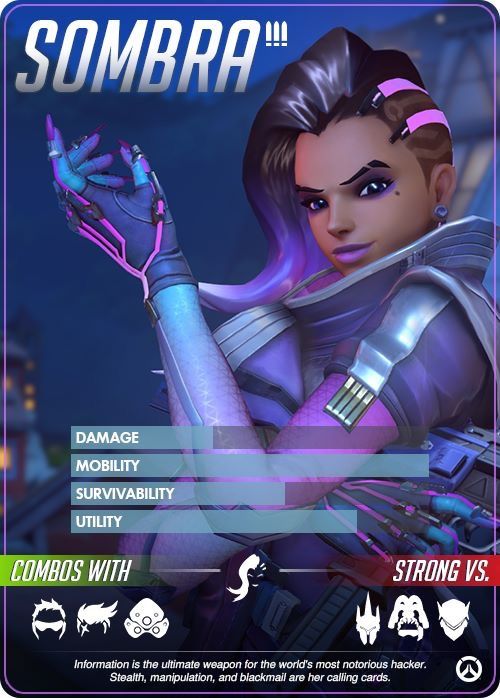 SOMBRA
DAMAGE
MOBILITY
SURVIVABILITY
UTILITY
COMBOS WITH
STRONG VS.
Information is the ultimate weapon for the world's most notorious hacker.
Stealth, manipulation, and blackmail are her calling cards.